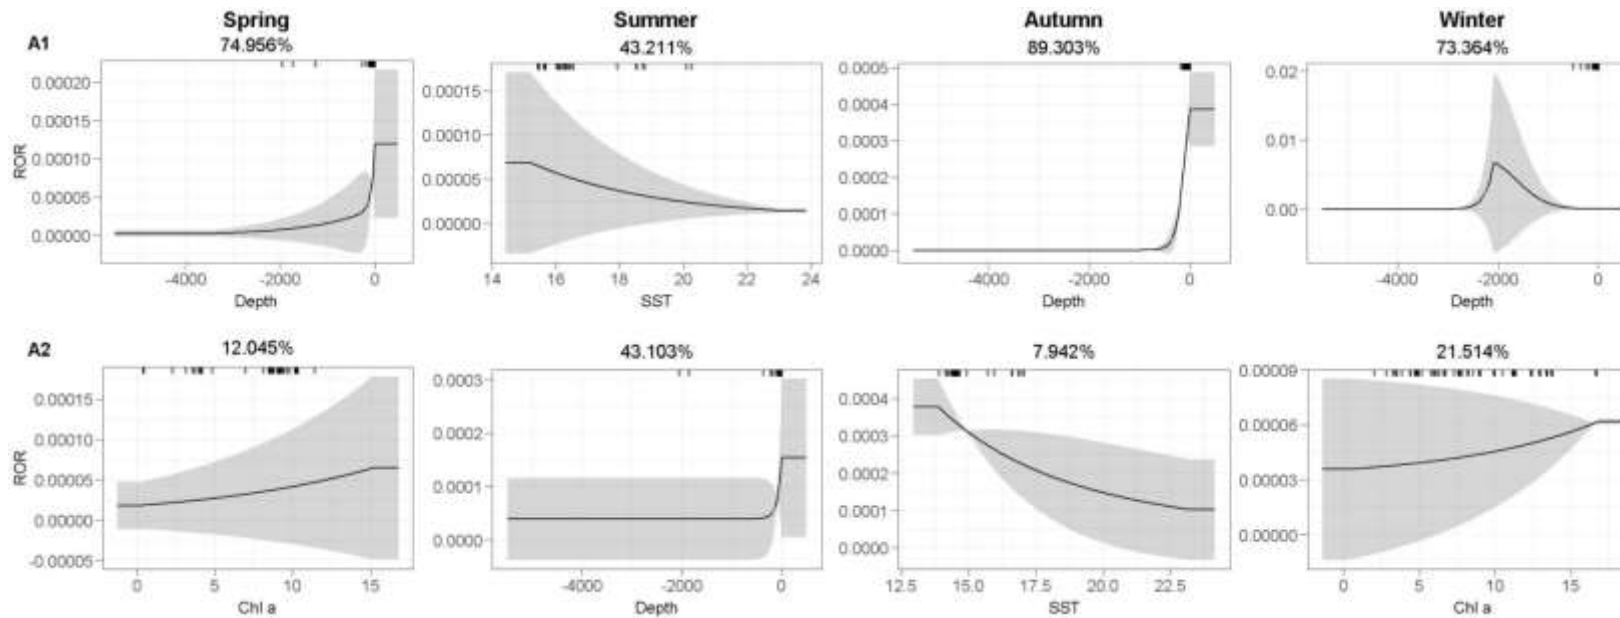 Spring Summer Autumn Winter
A1 74.956% 43.211% 89.303% 73.364%
0.00020
0.00015
0.00010
0.00005
0.00000
ROR
-4000 -2000 0
Depth
0.00015
0.00010
0.00005
0.00000
14 16 18 20 22 24
SST
0.0005
0.0004
0.0003
0.0002
0.0001
0.0000
-4000 -2000 0
Depth
0.02
0.01
0.00
-4000 -2000 0
Depth
A2 12.045% 43.103% 7.942% 21.514%
0.00015
0.00010
0.00005
0.00000
-0.00005
ROR
0 5 10 15
Chl a
0.0003
0.0002
0.0001
0.0000
-4000 -2000 0
Depth
0.0004
0.0003
0.0002
0.0001
0.0000
12.5 15.0 17.5 20.0 22.5
SST
0.00009
0.00006
0.00003
0.00000
0 5 10 15
Chl a